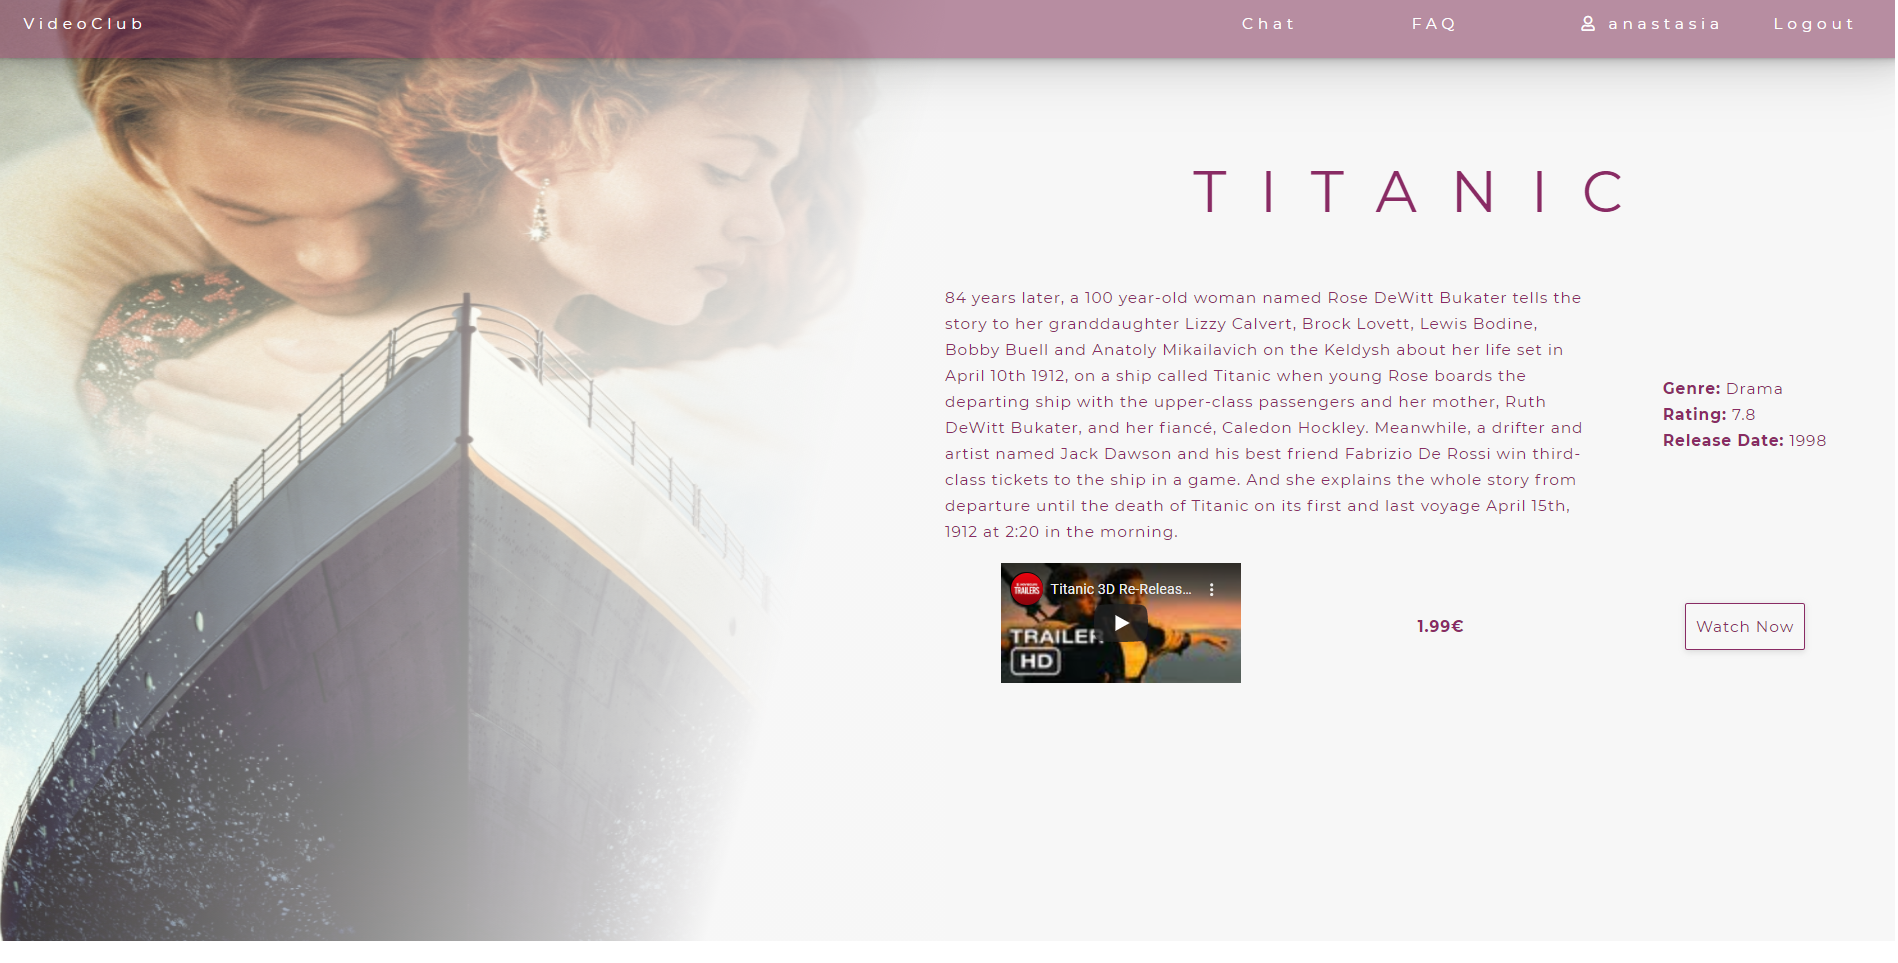 VideoClub
Chat
FAQ
anastasia
Logout
TITANIC
84 years later, a 100 year-old woman named Rose DeWitt Bukater tells the
story to her granddaughter Lizzy Calvert, Brock Lovett, Lewis Bodine,
Bobby Buell and Anatoly Mikailavich on the Keldysh about her life set in
April 10th 1912, on a ship called Titanic when young Rose boards the
departing ship with the upper-class passengers and her mother, Ruth
DeWitt Bukater, and her fiancé, Caledon Hockley. Meanwhile, a drifter and
artist named Jack Dawson and his best friend Fabrizio De Rossi win third-
class tickets to the ship in a game. And she explains the whole story from
departure until the death of Titanic on its first and last voyage April 15th,
1912 at 2:20 in the morning.
Genre: Drama
Rating: 7.8
Release Date: 1998
TRAILERS
Titanic 3D Re-Releas...
TRAILER
HD
1.99€
Watch Now